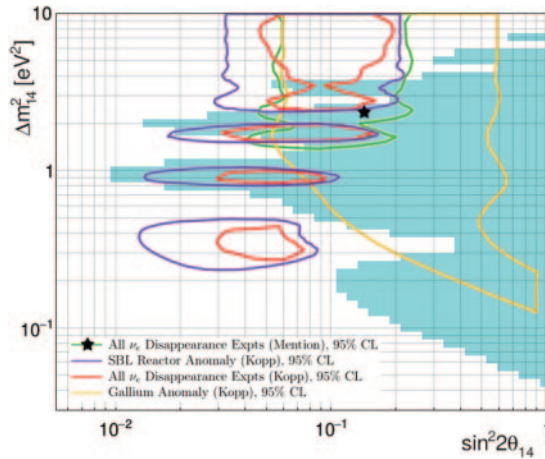 10
Δm²₁₄ [eV²]
1
10⁻¹
All νₑ Disappearance Expts (Mention), 95% CL
SBL Reactor Anomaly (Kopp), 95% CL
All νₑ Disappearance Expts (Kopp), 95% CL
Gallium Anomaly (Kopp), 95% CL
10⁻² 10⁻¹ 1
sin²2θ₁₄